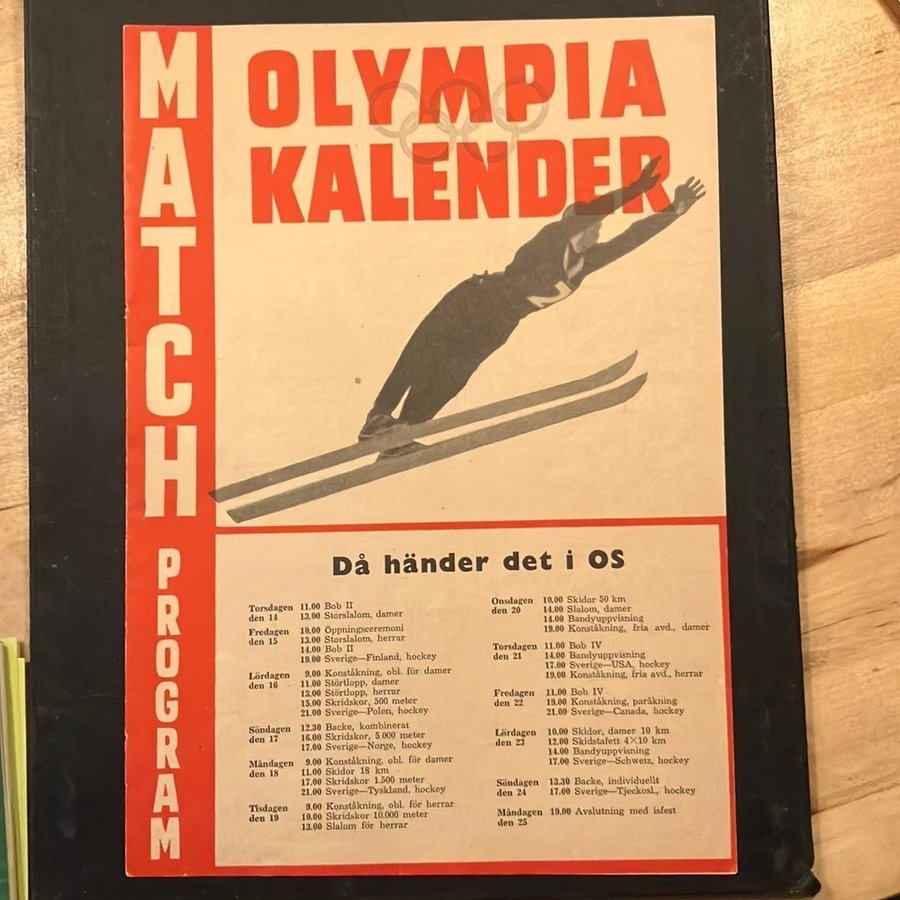 MATCH PROGRAM
OLYMPIA
KALENDER
Då händer det i OS
Torsdagen 11.00 Bob II
den 14 13.00 Storslalom, damer
Fredagen 10.00 Öppningsceremoni
den 15 13.00 Storslalom, herrar
14.00 Bob II
19.00 Sverige—Finland, hockey
Lördagen 9.00 Konståkning, obl. för damer
den 16 11.00 Störtlopp, damer
13.00 Störtlopp, herrar
15.00 Skridskor, 500 meter
21.00 Sverige—Polen, hockey
Söndagen 12.30 Backe, kombinerat
den 17 16.00 Skridskor, 5.000 meter
17.00 Sverige—Norge, hockey
Måndagen 9.00 Konståkning, obl. för damer
den 18 11.00 Skidor 18 km
17.00 Skridskor 1.500 meter
21.00 Sverige—Tyskland, hockey
Tisdagen 9.00 Konståkning, obl. för herrar
den 19 10.00 Skridskor 10.000 meter
13.00 Slalom för herrar
Onsdagen 10.00 Skidor 50 km
den 20 14.00 Slalom, damer
14.00 Bandyuppvisning
19.00 Konståkning, fria avd., damer
Torsdagen 11.00 Bob IV
den 21 14.00 Bandyuppvisning
17.00 Sverige—USA, hockey
19.00 Konståkning, fria avd., herrar
Fredagen 11.00 Bob IV
den 22 19.00 Konståkning, paråkning
21.00 Sverige—Canada, hockey
Lördagen 10.00 Skidor, damer 10 km
den 23 12.00 Skidstafett 4×10 km
14.00 Bandyuppvisning
17.00 Sverige—Schweiz, hockey
Söndagen 13.30 Backe, individuellt
den 24 17.00 Sverige—Tjeckosl., hockey
Måndagen 19.00 Avslutning med isfest
den 25